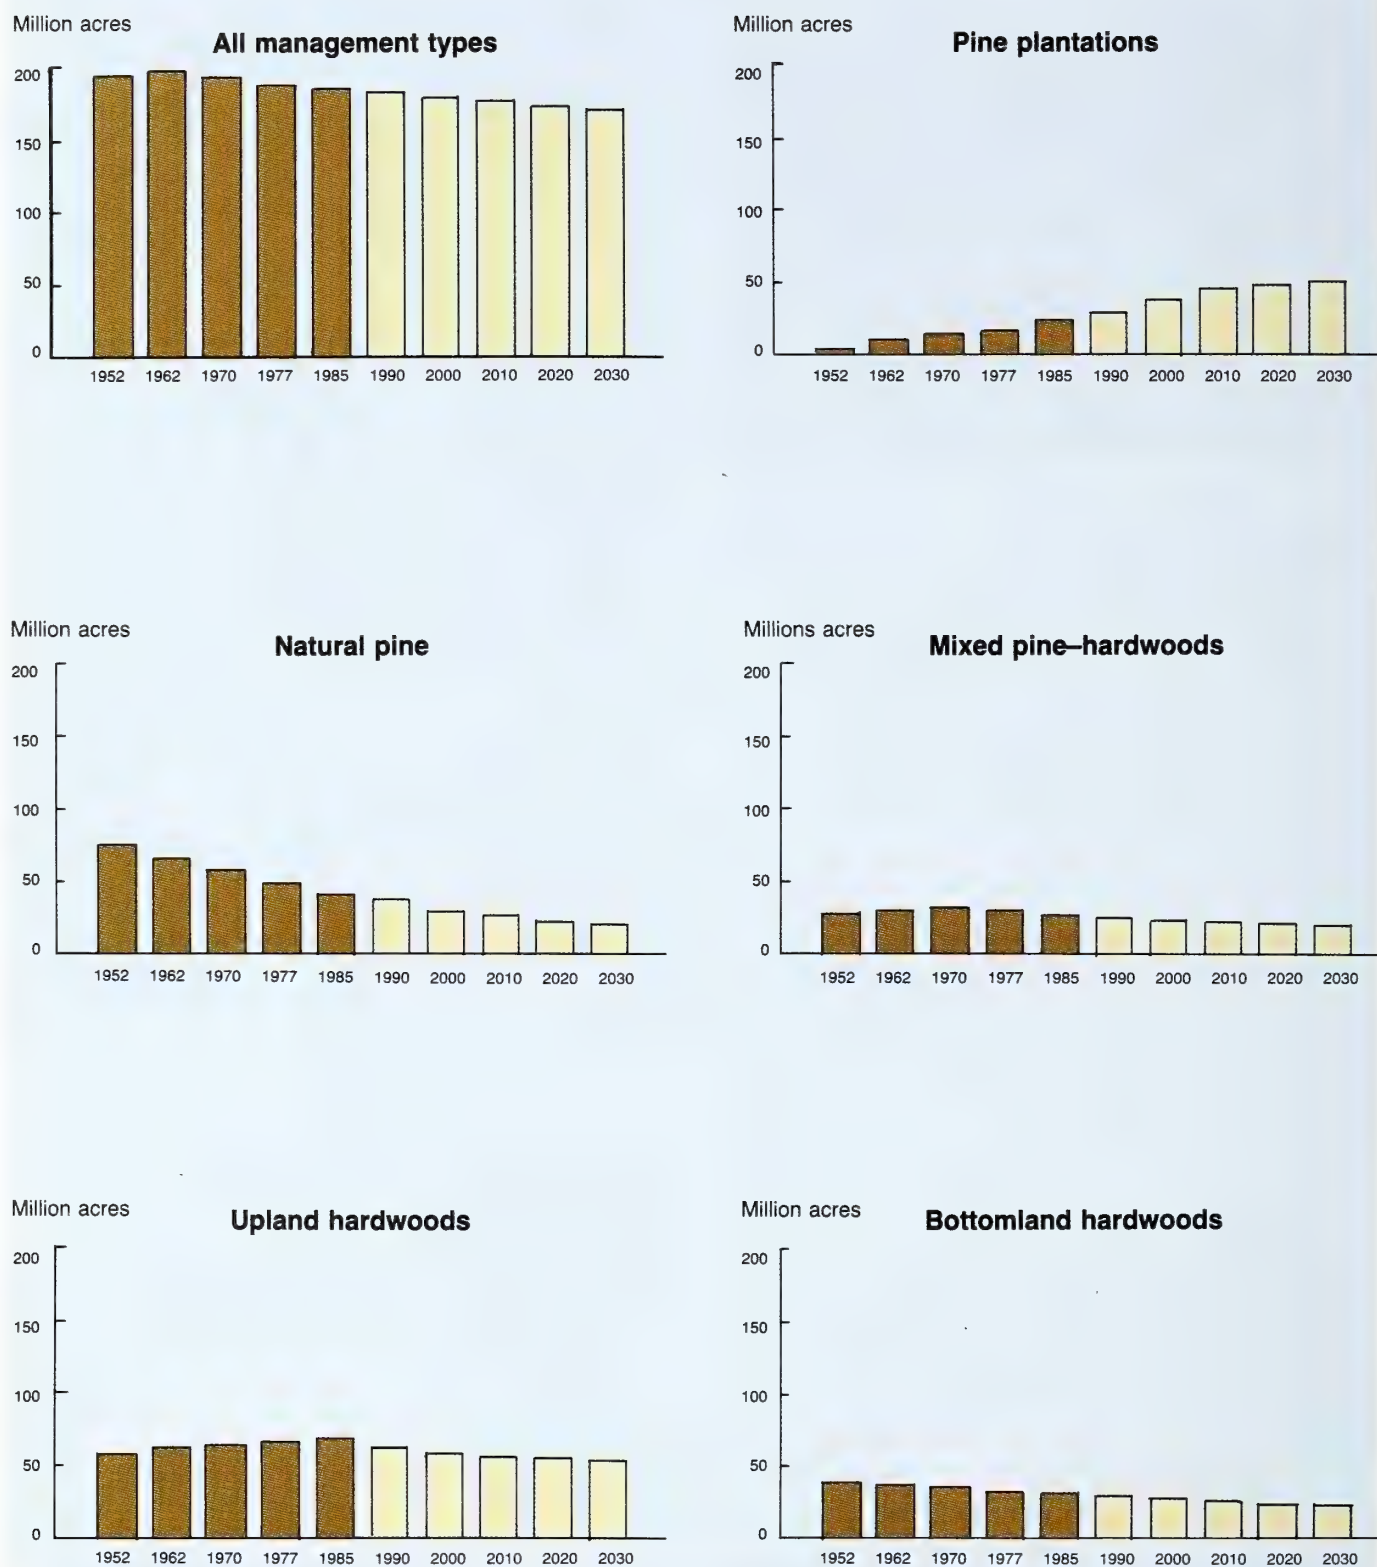 Million acres
All management types
200
150
100
50
0
1952 1962 1970 1977 1985 1990 2000 2010 2020 2030
Million acres
Pine plantations
200
150
100
50
0
1952 1962 1970 1977 1985 1990 2000 2010 2020 2030
Million acres
Natural pine
200
150
100
50
0
1952 1962 1970 1977 1985 1990 2000 2010 2020 2030
Millions acres
Mixed pine–hardwoods
200
150
100
50
0
1952 1962 1970 1977 1985 1990 2000 2010 2020 2030
Million acres
Upland hardwoods
200
150
100
50
0
1952 1962 1970 1977 1985 1990 2000 2010 2020 2030
Million acres
Bottomland hardwoods
200
150
100
50
0
1952 1962 1970 1977 1985 1990 2000 2010 2020 2030